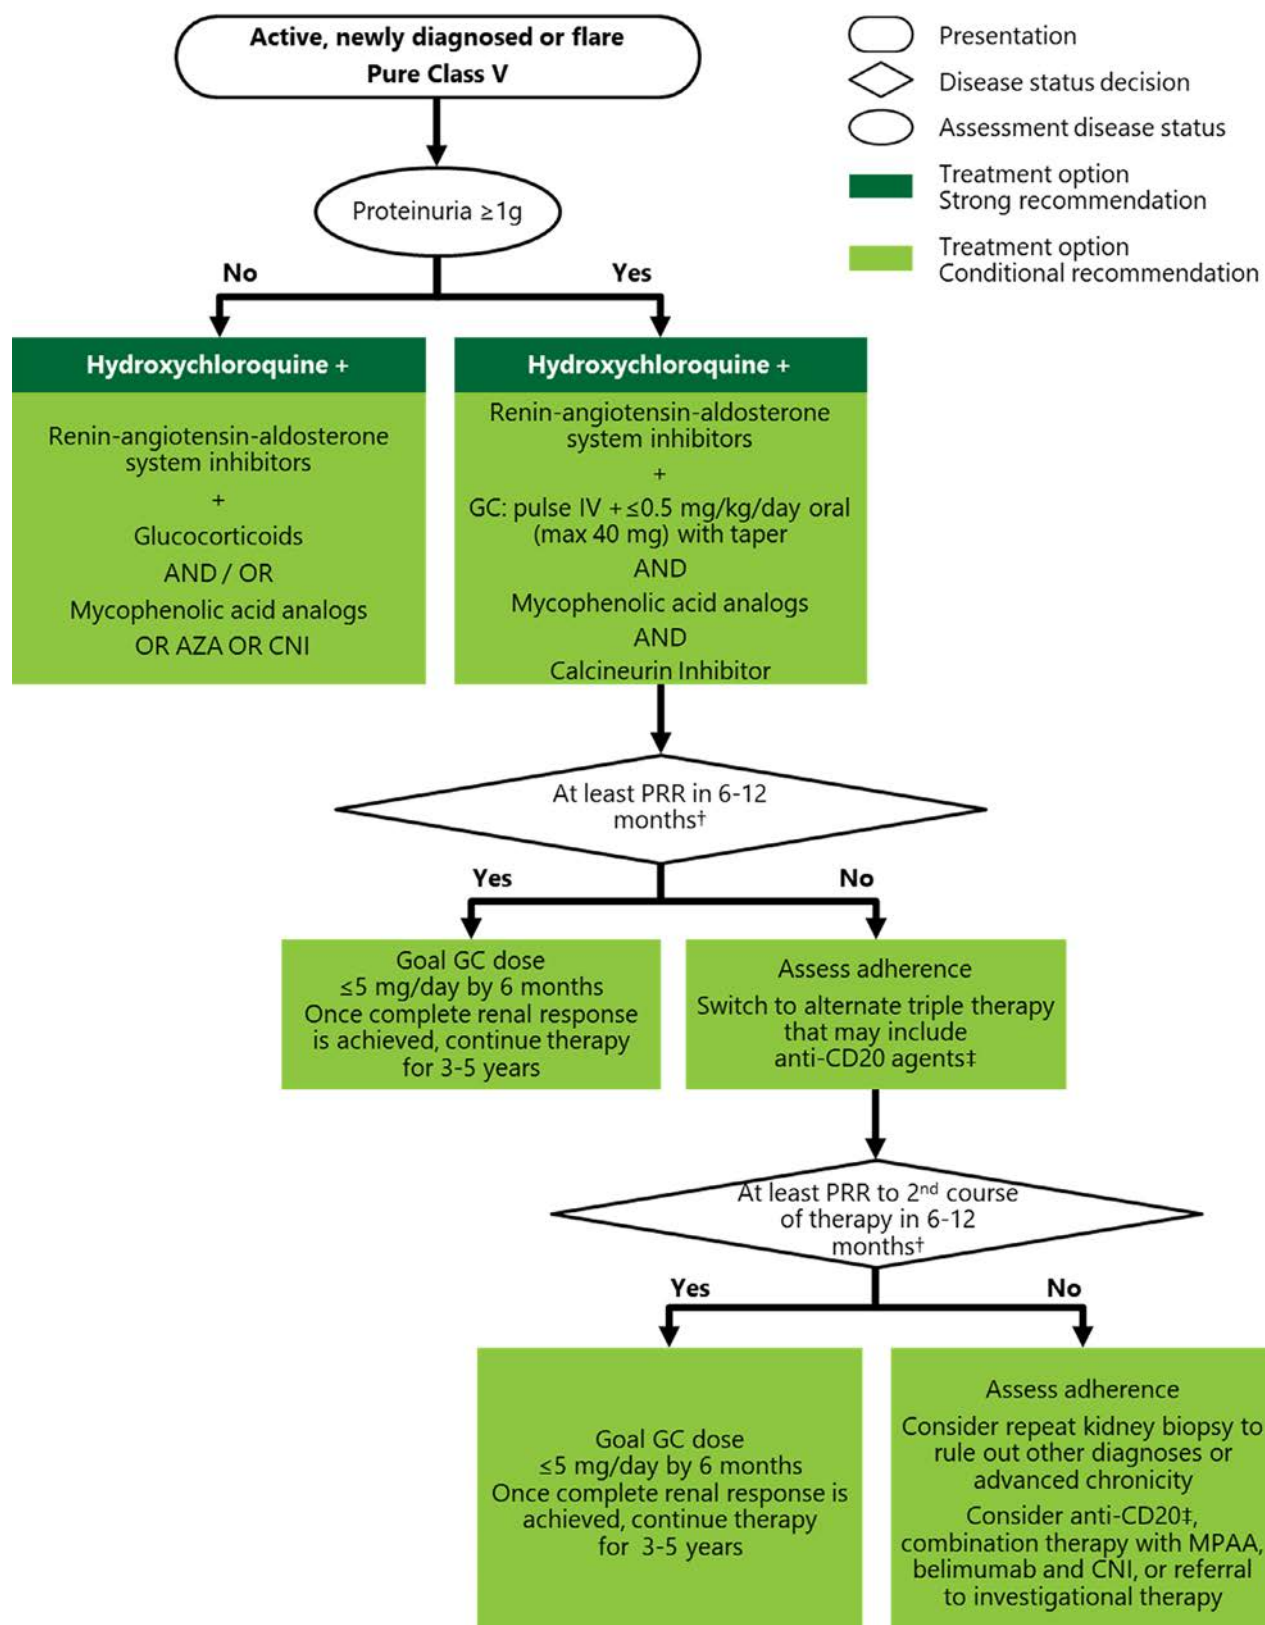 Active, newly diagnosed or flare
Pure Class V
Presentation
Disease status decision
Assessment disease status
Treatment option
Strong recommendation
Treatment option
Conditional recommendation
Proteinuria ≥1g
No
Yes
Hydroxychloroquine +
Renin-angiotensin-aldosterone
system inhibitors
+
Glucocorticoids
AND / OR
Mycophenolic acid analogs
OR AZA OR CNI
Hydroxychloroquine +
Renin-angiotensin-aldosterone
system inhibitors
+
GC: pulse IV + ≤0.5 mg/kg/day oral
(max 40 mg) with taper
AND
Mycophenolic acid analogs
AND
Calcineurin Inhibitor
At least PRR in 6-12
months†
Yes
No
Goal GC dose
≤5 mg/day by 6 months
Once complete renal response
is achieved, continue therapy
for 3-5 years
Assess adherence
Switch to alternate triple therapy
that may include
anti-CD20 agents‡
At least PRR to 2nd course
of therapy in 6-12
months†
Yes
No
Goal GC dose
≤5 mg/day by 6 months
Once complete renal response is
achieved, continue therapy
for 3-5 years
Assess adherence
Consider repeat kidney biopsy to
rule out other diagnoses or
advanced chronicity
Consider anti-CD20‡,
combination therapy with MPAA,
belimumab and CNI, or referral
to investigational therapy